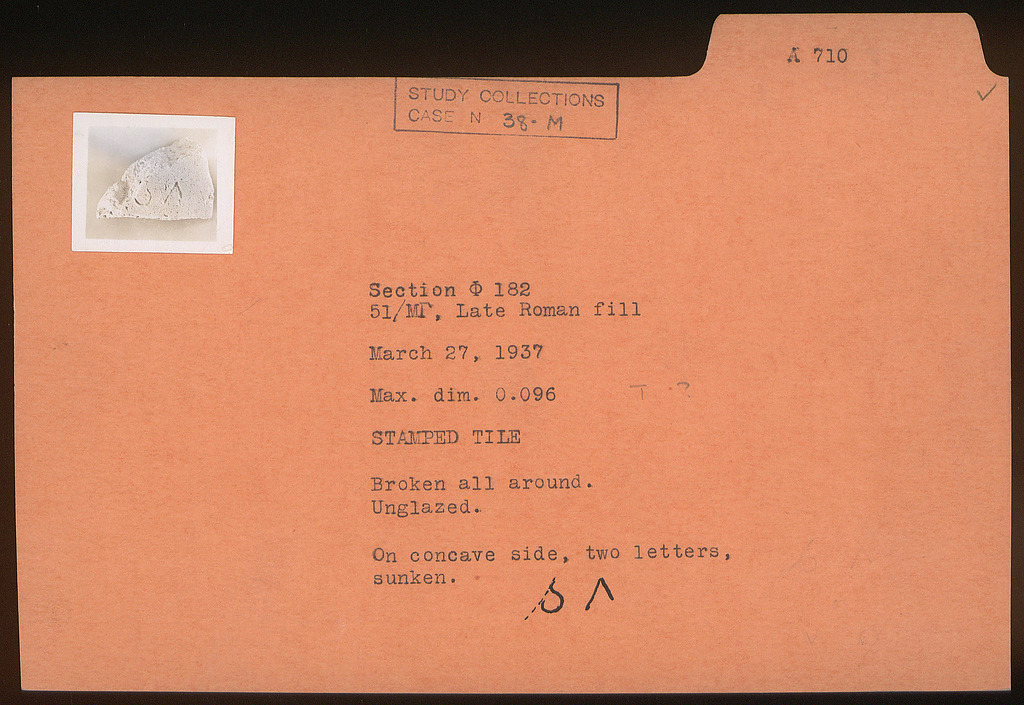 A 710
STUDY COLLECTIONS
CASE N 38-M
Section Φ 182
51/ΜΓ, Late Roman fill
March 27, 1937
Max. dim. 0.096
T ?
STAMPED TILE
Broken all around.
Unglazed.
On concave side, two letters,
sunken.
Λ